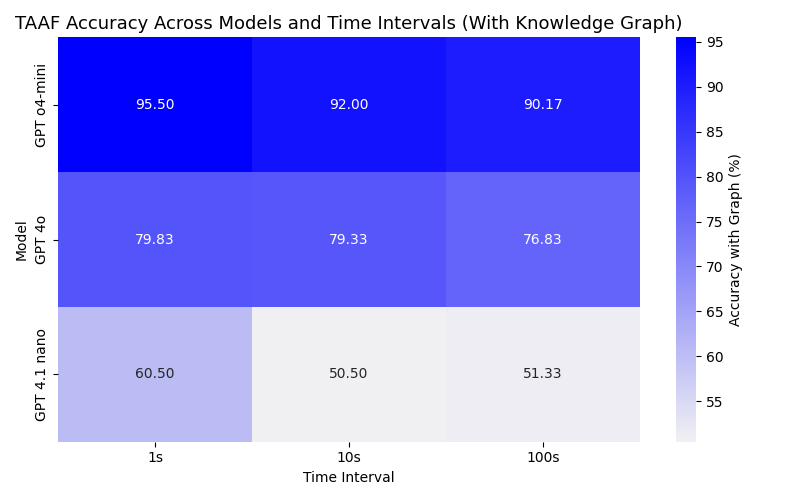 TAAF Accuracy Across Models and Time Intervals (With Knowledge Graph)
Model
GPT o4-mini
95.50
92.00
90.17
GPT 4o
79.83
79.33
76.83
GPT 4.1 nano
60.50
50.50
51.33
1s
10s
100s
Time Interval
95
90
85
80
75
70
65
60
55
Accuracy with Graph (%)